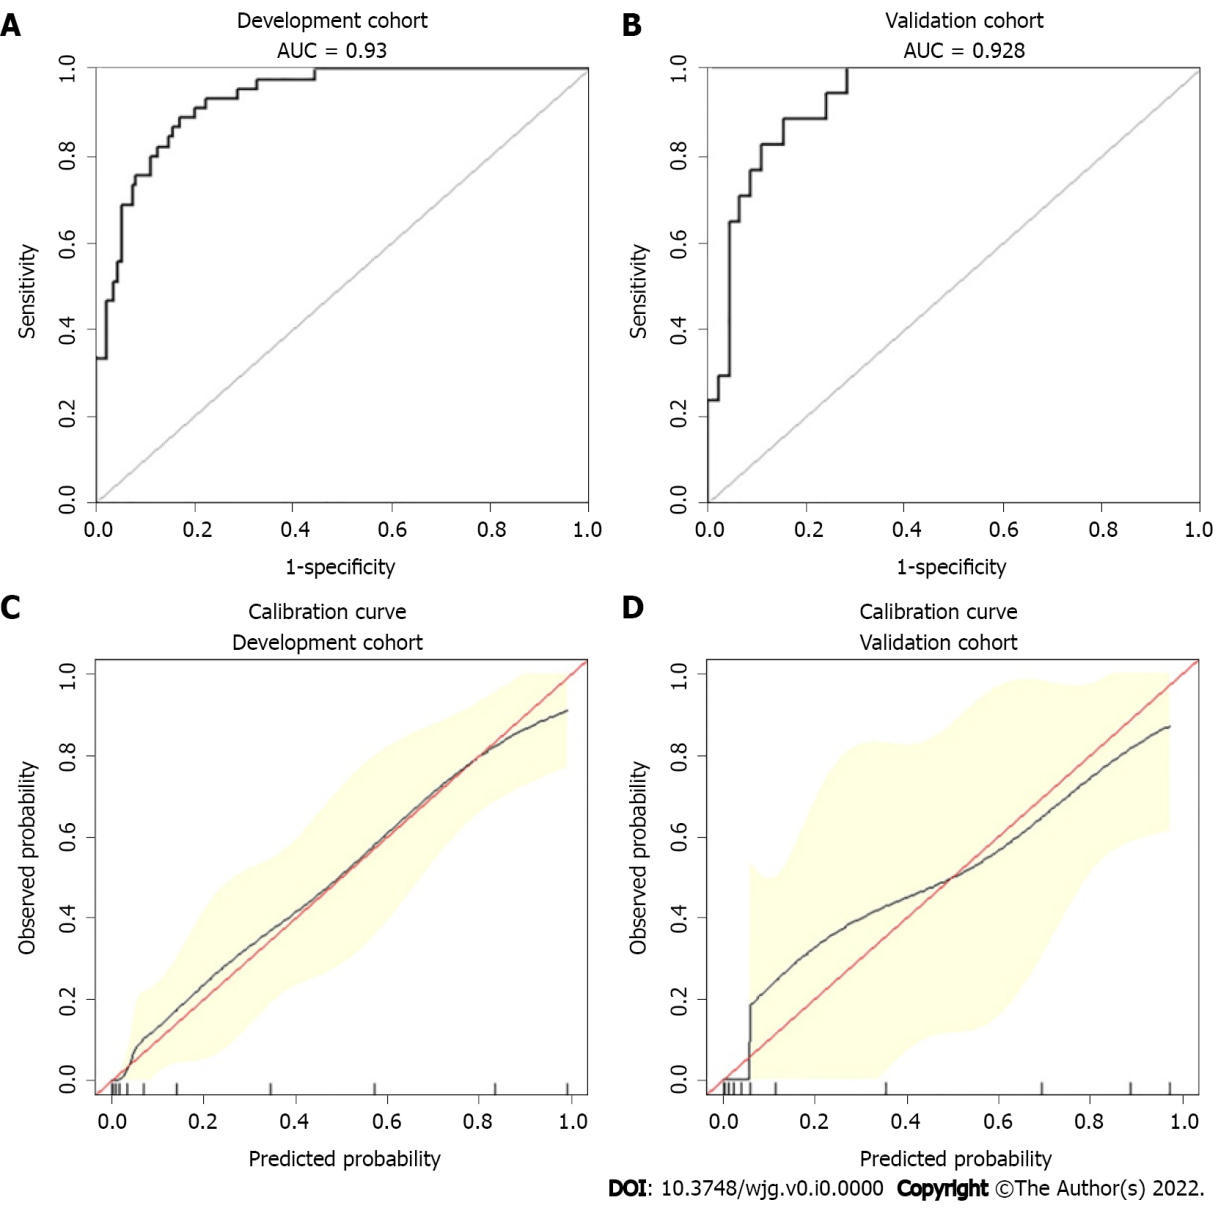 A
Development cohort
AUC = 0.93
1.0
0.8
0.6
0.4
0.2
0.0
Sensitivity
0.0 0.2 0.4 0.6 0.8 1.0
1-specificity
B
Validation cohort
AUC = 0.928
1.0
0.8
0.6
0.4
0.2
0.0
Sensitivity
0.0 0.2 0.4 0.6 0.8 1.0
1-specificity
C
Calibration curve
Development cohort
1.0
0.8
0.6
0.4
0.2
0.0
Observed probability
0.0 0.2 0.4 0.6 0.8 1.0
Predicted probability
D
Calibration curve
Validation cohort
1.0
0.8
0.6
0.4
0.2
0.0
Observed probability
0.0 0.2 0.4 0.6 0.8 1.0
Predicted probability
DOI: 10.3748/wjg.v0.i0.0000 Copyright ©The Author(s) 2022.